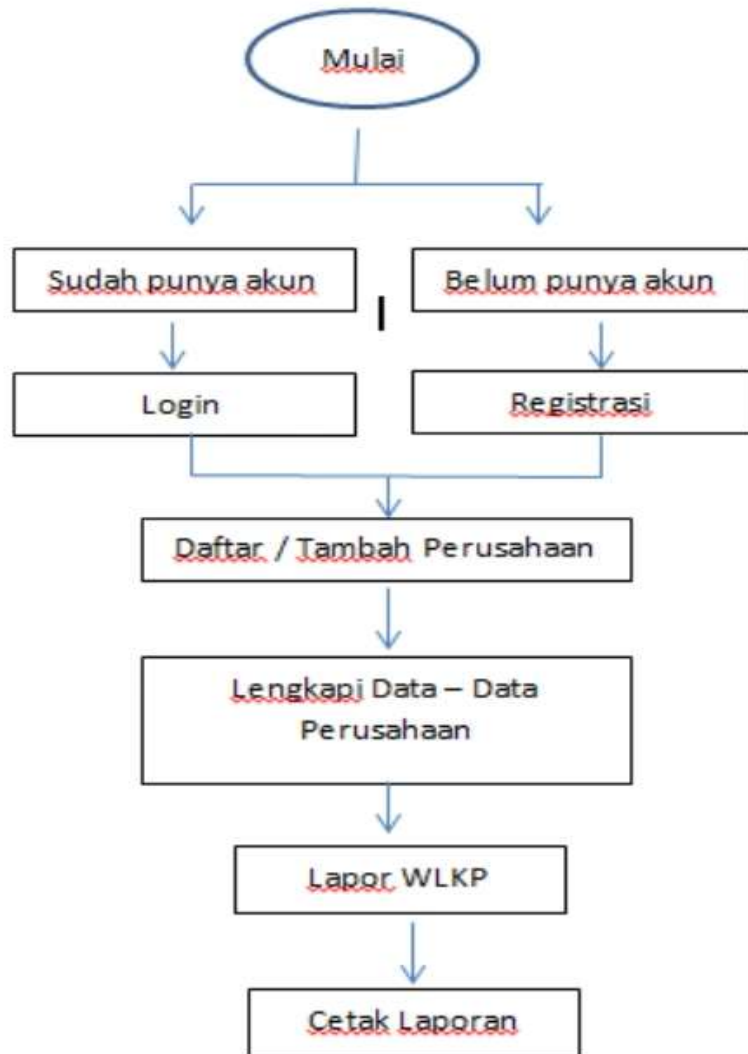 Mulai
Sudah punya akun
Belum punya akun
Login
Registrasi
Daftar / Tambah Perusahaan
Lengkapi Data – Data
Perusahaan
Lapor WLKP
Cetak Laporan